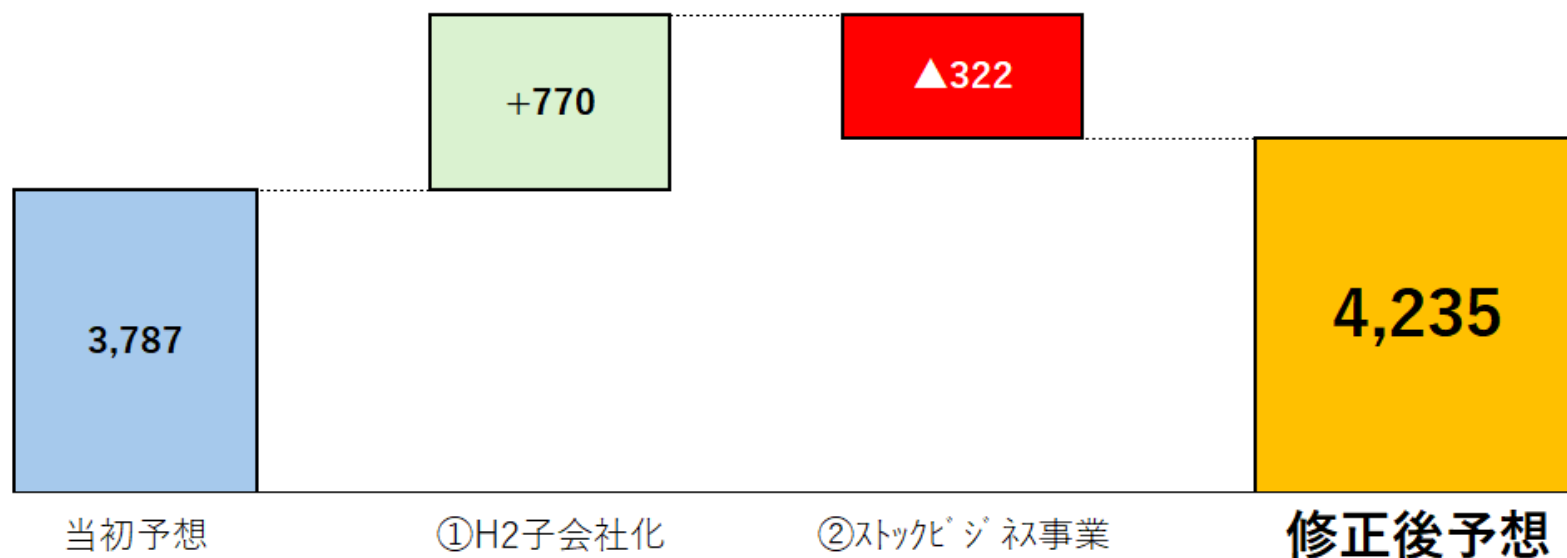 +770
▲322
3,787
4,235
当初予想
①H2子会社化
②ｽﾄｯｸﾋﾞｼﾞﾈｽ事業
修正後予想